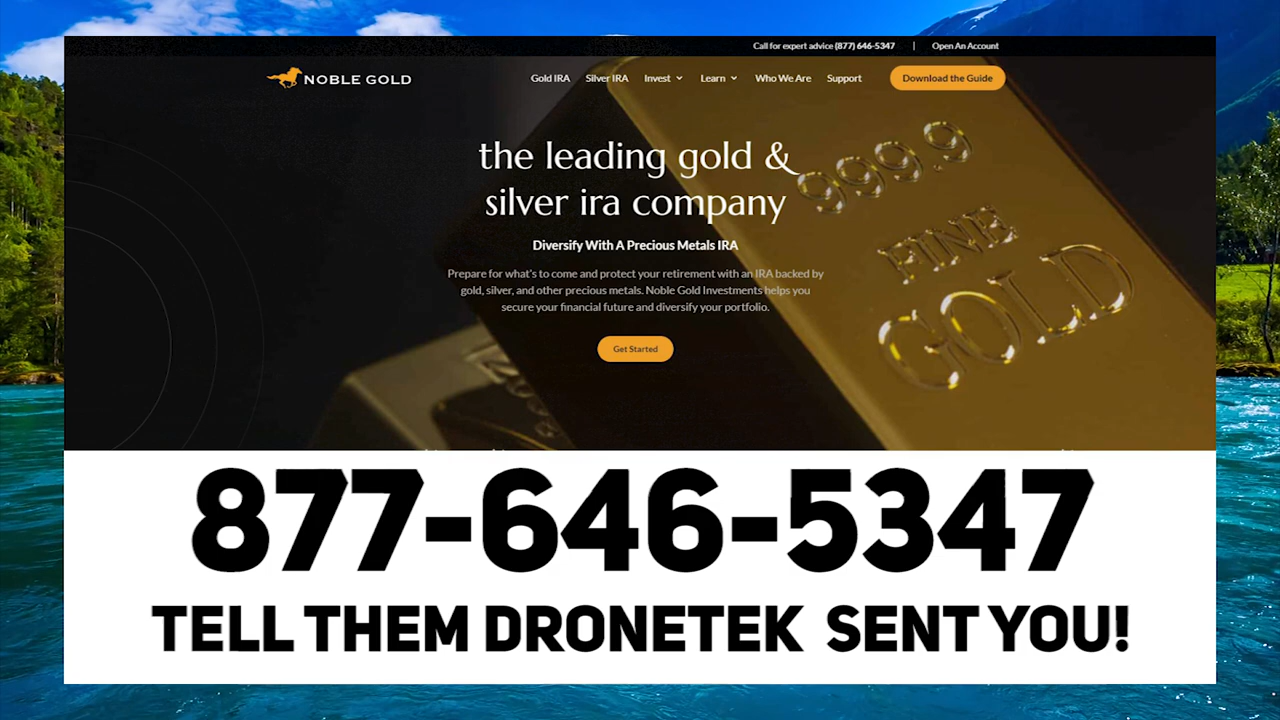 Call for expert advice (877) 646-5347 | Open An Account
NOBLE GOLD
Gold IRA Silver IRA Invest Learn Who We Are Support Download the Guide
the leading gold &
silver ira company
999.9
FINE
GOLD
Diversify With A Precious Metals IRA
Prepare for what's to come and protect your retirement with an IRA backed by
gold, silver, and other precious metals. Noble Gold Investments helps you
secure your financial future and diversify your portfolio.
Get Started
877-646-5347
TELL THEM DRONETEK SENT YOU!